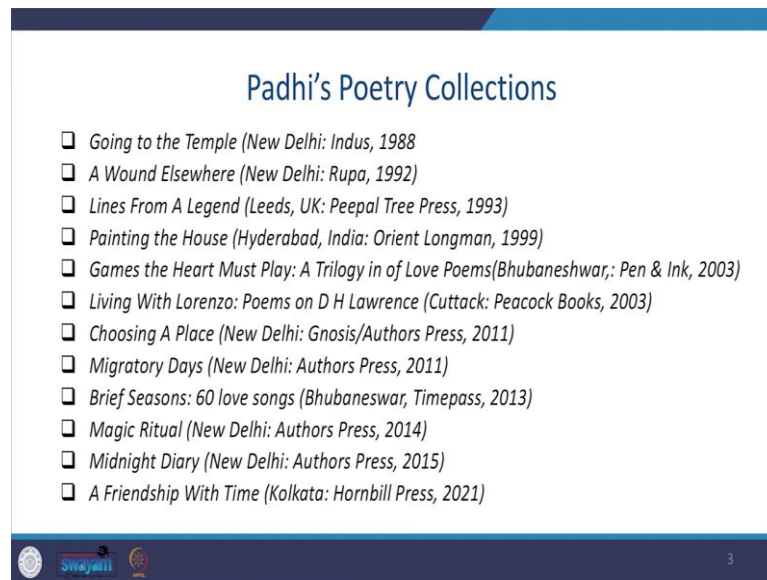 Padhi's Poetry Collections
❑ Going to the Temple (New Delhi: Indus, 1988
❑ A Wound Elsewhere (New Delhi: Rupa, 1992)
❑ Lines From A Legend (Leeds, UK: Peepal Tree Press, 1993)
❑ Painting the House (Hyderabad, India: Orient Longman, 1999)
❑ Games the Heart Must Play: A Trilogy in of Love Poems(Bhubaneshwar,: Pen & Ink, 2003)
❑ Living With Lorenzo: Poems on D H Lawrence (Cuttack: Peacock Books, 2003)
❑ Choosing A Place (New Delhi: Gnosis/Authors Press, 2011)
❑ Migratory Days (New Delhi: Authors Press, 2011)
❑ Brief Seasons: 60 love songs (Bhubaneswar, Timepass, 2013)
❑ Magic Ritual (New Delhi: Authors Press, 2014)
❑ Midnight Diary (New Delhi: Authors Press, 2015)
❑ A Friendship With Time (Kolkata: Hornbill Press, 2021)
swayam
3